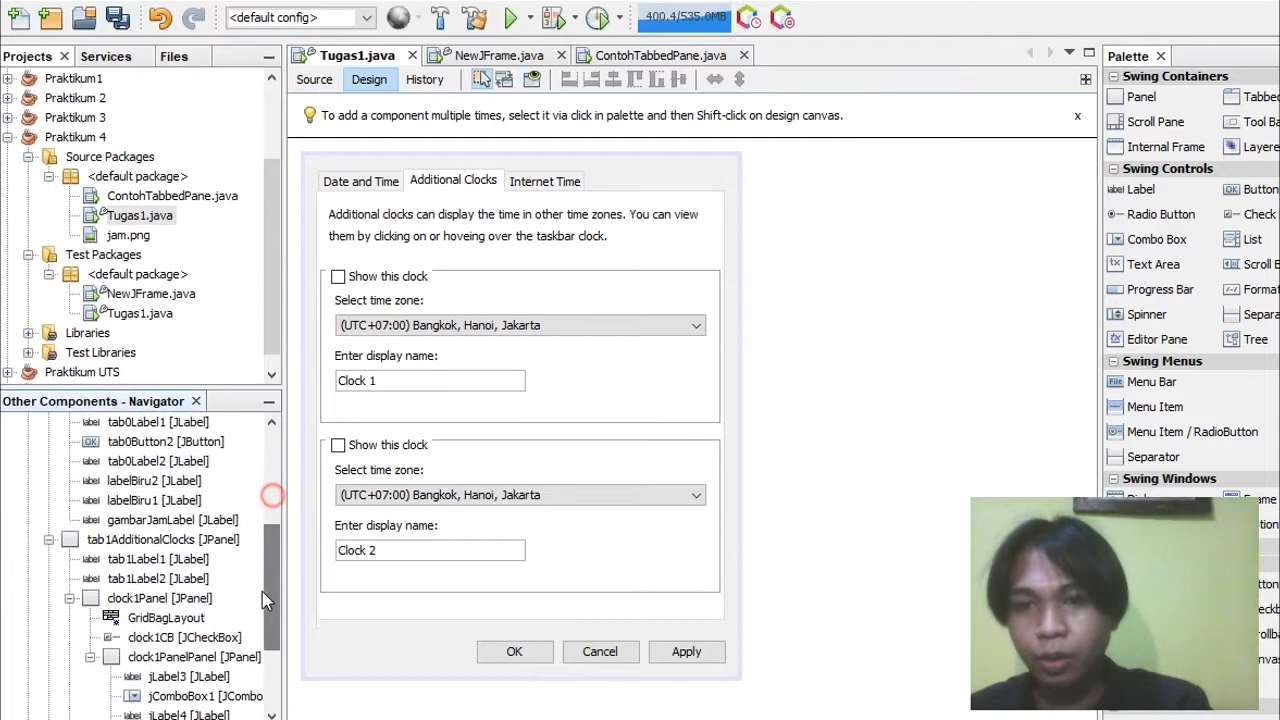 <default config>
400.4/535.0MB
Projects
Services
Files
Tugas1.java
NewJFrame.java
ContohTabbedPane.java
Palette
Source
Design
History
Praktikum1
Praktikum 2
Praktikum 3
Praktikum 4
Source Packages
<default package>
ContohTabbedPane.java
Tugas1.java
jam.png
Test Packages
<default package>
NewJFrame.java
Tugas1.java
Libraries
Test Libraries
Praktikum UTS
Other Components - Navigator
tab0Label1 [JLabel]
tab0Button2 [JButton]
tab0Label2 [JLabel]
labelBiru2 [JLabel]
labelBiru1 [JLabel]
gambarJamLabel [JLabel]
tab1AdditionalClocks [JPanel]
tab1Label1 [JLabel]
tab1Label2 [JLabel]
clock1Panel [JPanel]
GridBagLayout
clock1CB [JCheckBox]
clock1PanelPanel [JPanel]
jLabel3 [JLabel]
jComboBox1 [JCombo
jLabel4 [JLabel]
To add a component multiple times, select it via click in palette and then Shift-click on design canvas.
x
Date and Time
Additional Clocks
Internet Time
Additional clocks can display the time in other time zones. You can view
them by clicking on or hoveing over the taskbar clock.
Show this clock
Select time zone:
(UTC+07:00) Bangkok, Hanoi, Jakarta
Enter display name:
Clock 1
Show this clock
Select time zone:
(UTC+07:00) Bangkok, Hanoi, Jakarta
Enter display name:
Clock 2
OK
Cancel
Apply
Swing Containers
Panel
Tabbed
Scroll Pane
Tool Ba
Internal Frame
Layere
Swing Controls
Label
Button
Radio Button
Check
Combo Box
List
Text Area
Scroll B
Progress Bar
Format
Spinner
Separa
Editor Pane
Tree
Swing Menus
Menu Bar
Menu Item
Menu Item / RadioButton
Separator
Swing Windows